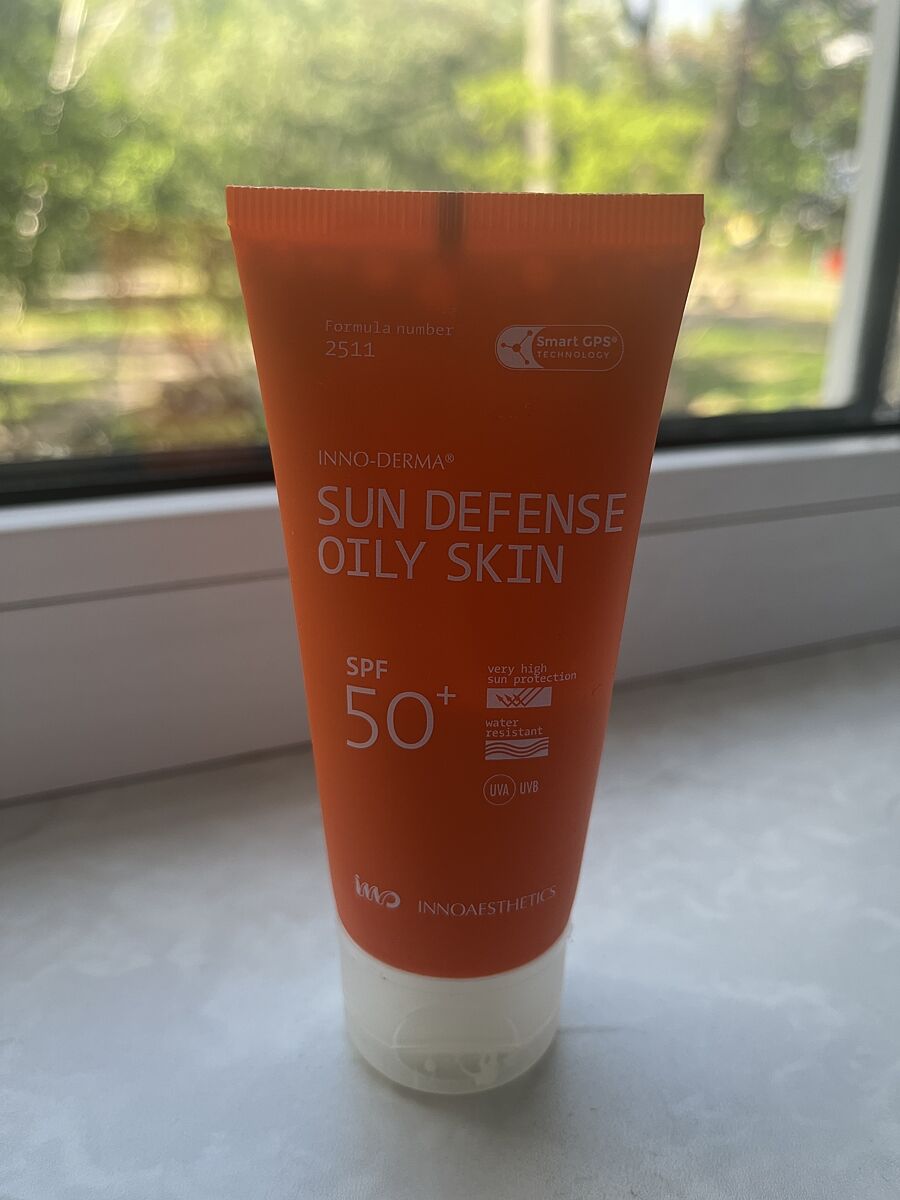 Formula number
2511
Smart GPS®
TECHNOLOGY
INNO-DERMA®
SUN DEFENSE
OILY SKIN
SPF
50+
very high
sun protection
water
resistant
UVA UVB
inno
INNOAESTHETICS